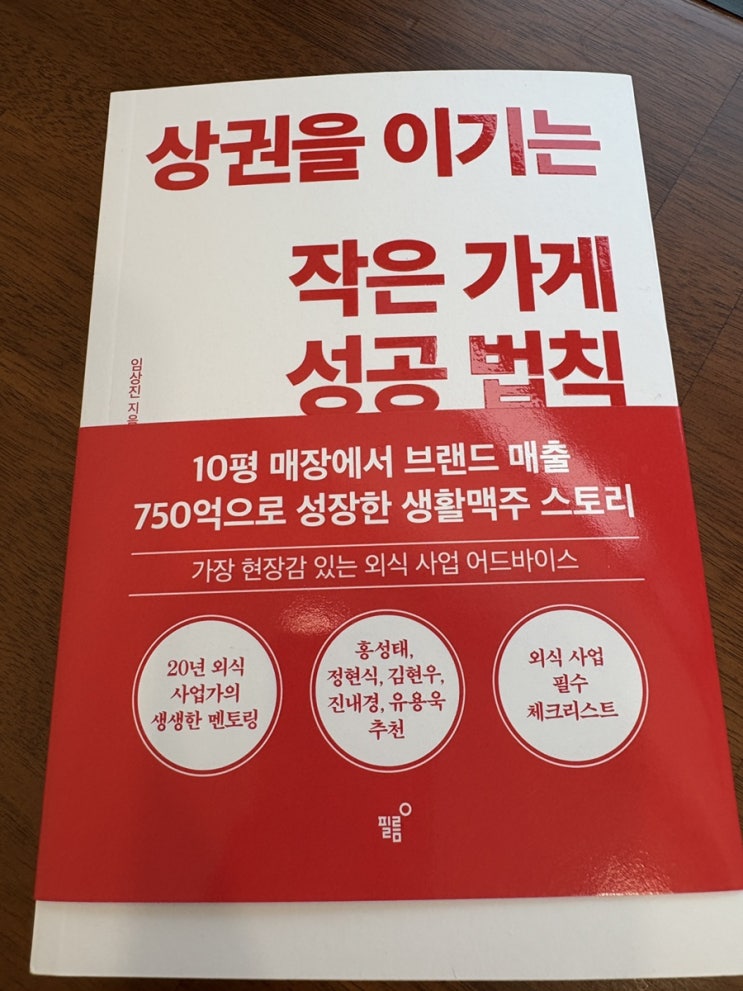 상권을 이기는
작은 가게
성공 법칙
임상진 지음
10평 매장에서 브랜드 매출
750억으로 성장한 생활맥주 스토리
가장 현장감 있는 외식 사업 어드바이스
20년 외식
사업가의
생생한 멘토링
홍성태,
정현식, 김현우,
진내경, 유용욱
추천
외식 사업
필수
체크리스트
필름